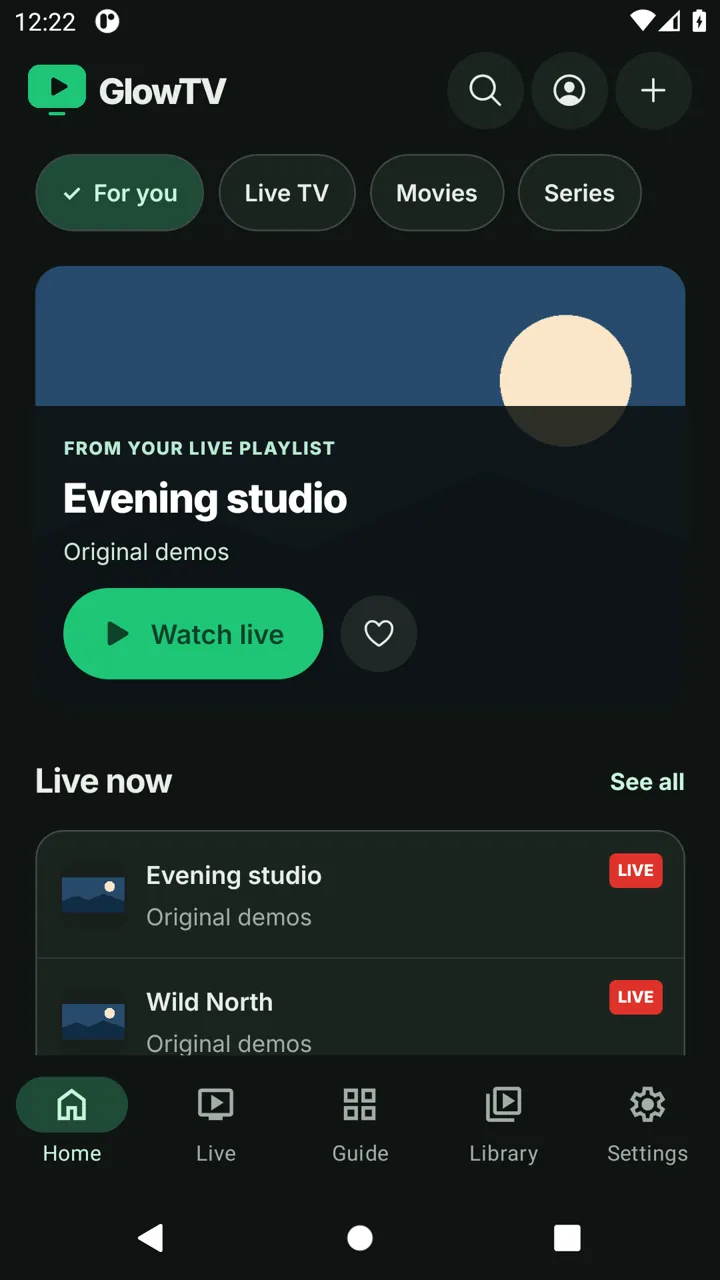 12:22
GlowTV
For you
Live TV
Movies
Series
FROM YOUR LIVE PLAYLIST
Evening studio
Original demos
Watch live
Live now
See all
Evening studio
LIVE
Original demos
Wild North
LIVE
Original demos
Home
Live
Guide
Library
Settings